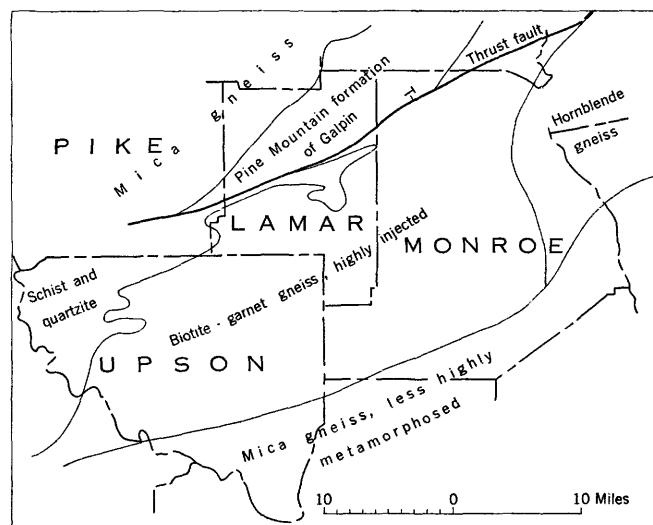 Thrust fault
T
Mica gneiss
Pine Mountain formation
of Galpin
Hornblende
gneiss
PIKE
LAMAR
MONROE
Schist and
quartzite
Biotite-garnet gneiss, highly injected
UPSON
Mica gneiss, less highly
metamorphosed
10 0 10 Miles